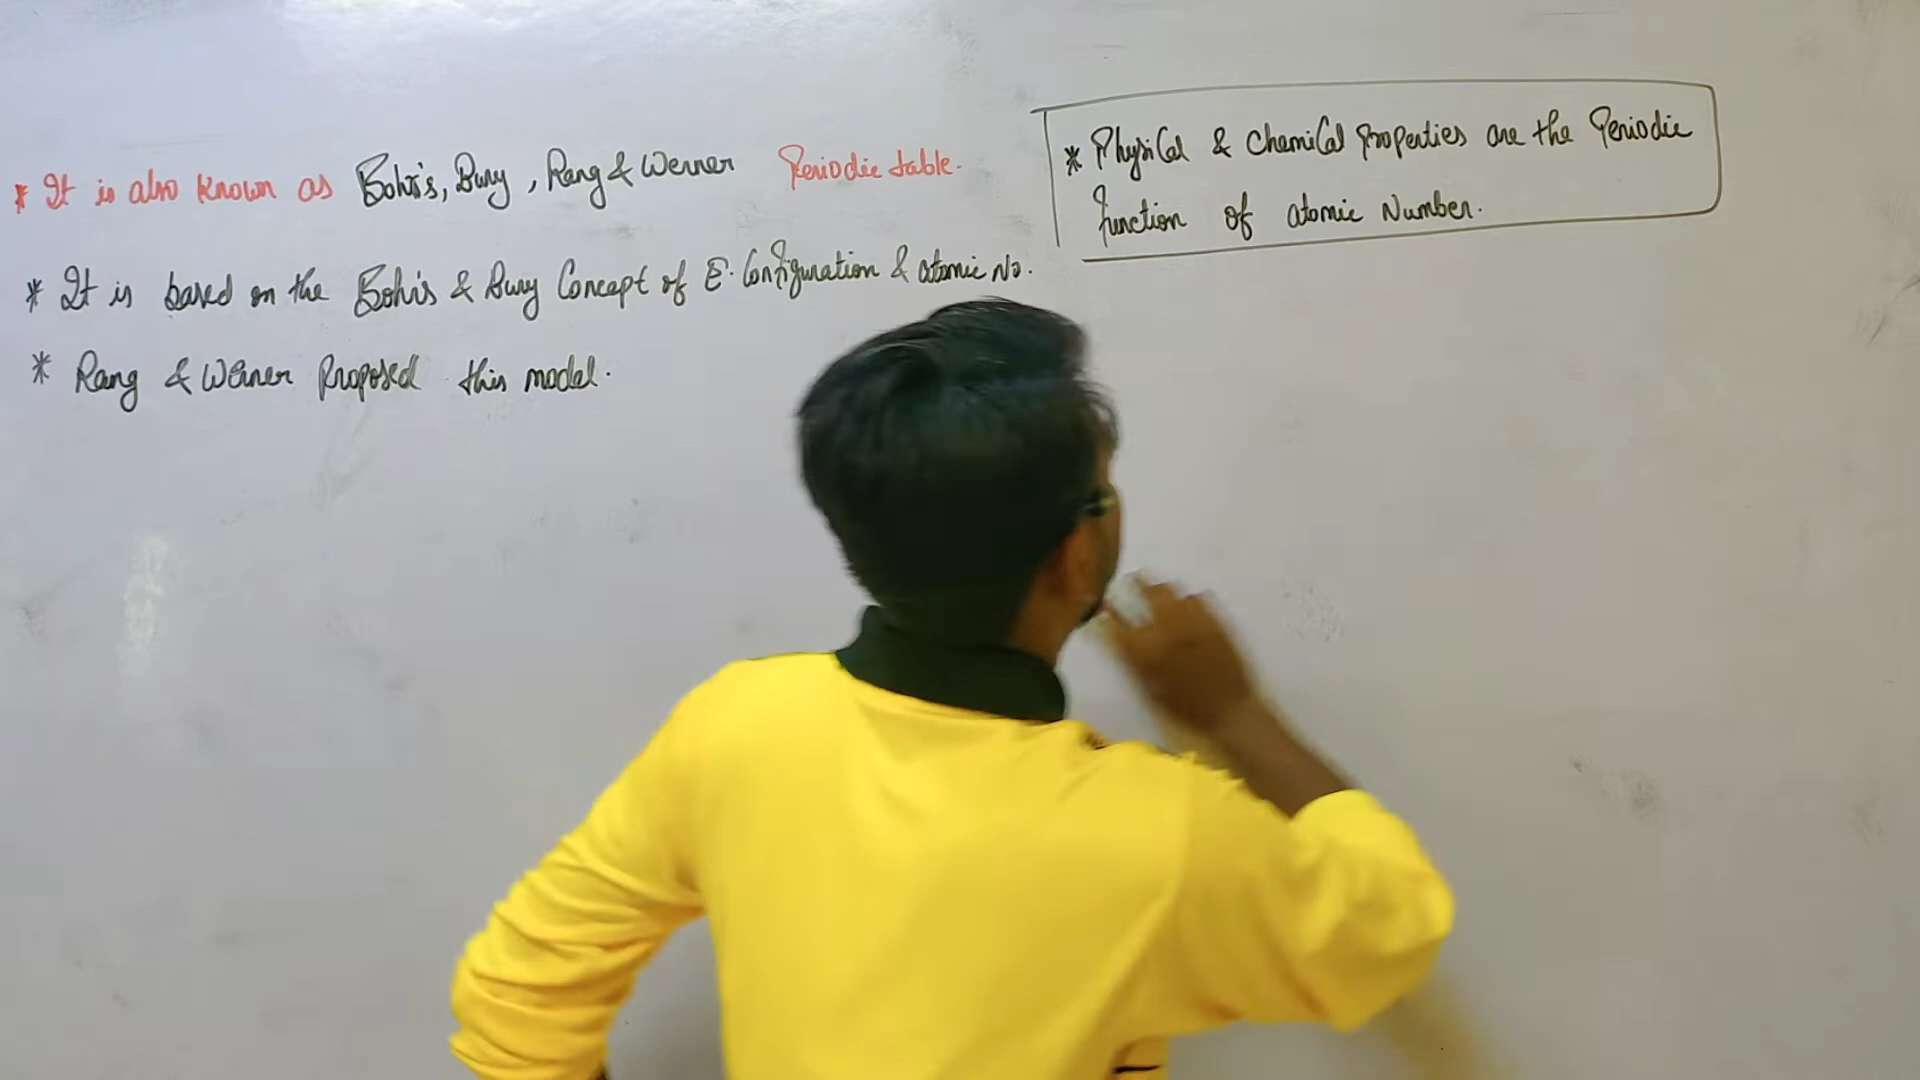 * It is also known as Bohr's, Bury, Rang & Werner Periodic table.
* It is based on the Bohr's & Bury Concept of E. Configuration & atomic No.
* Rang & Werner Proposed this model.
* Physical & Chemical Properties are the Periodic
function of atomic Number.